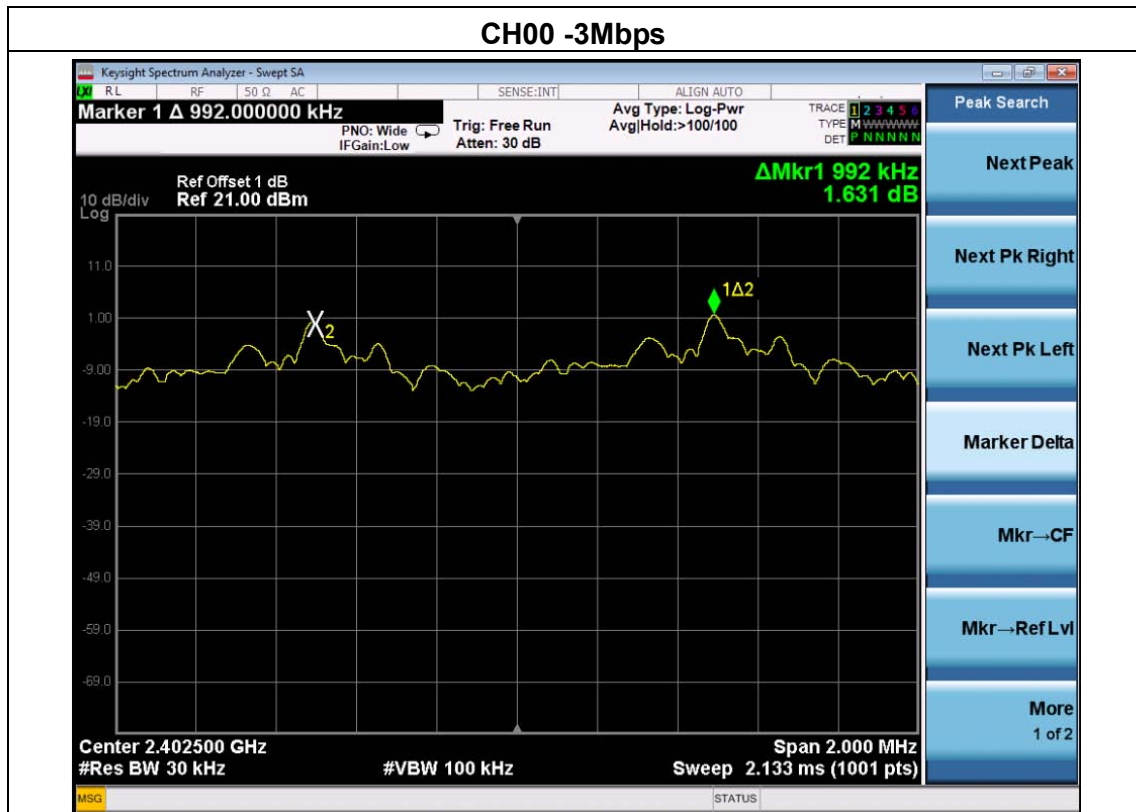 CH00 -3Mbps
Keysight Spectrum Analyzer - Swept SA
LXI RL RF 50 Ω AC SENSE:INT ALIGN AUTO
Marker 1 Δ 992.000000 kHz
PNO: Wide
IFGain:Low
Trig: Free Run
Atten: 30 dB
Avg Type: Log-Pwr
Avg|Hold:>100/100
TRACE 1 2 3 4 5 6
TYPE M WWWWW
DET P N N N N N
ΔMkr1 992 kHz
1.631 dB
Ref Offset 1 dB
10 dB/div Ref 21.00 dBm
Log
11.0
1.00
-9.00
-19.0
-29.0
-39.0
-49.0
-59.0
-69.0
X2
1Δ2
Center 2.402500 GHz Span 2.000 MHz
#Res BW 30 kHz #VBW 100 kHz Sweep 2.133 ms (1001 pts)
MSG STATUS
Peak Search
Next Peak
Next Pk Right
Next Pk Left
Marker Delta
Mkr→CF
Mkr→Ref Lvl
More
1 of 2